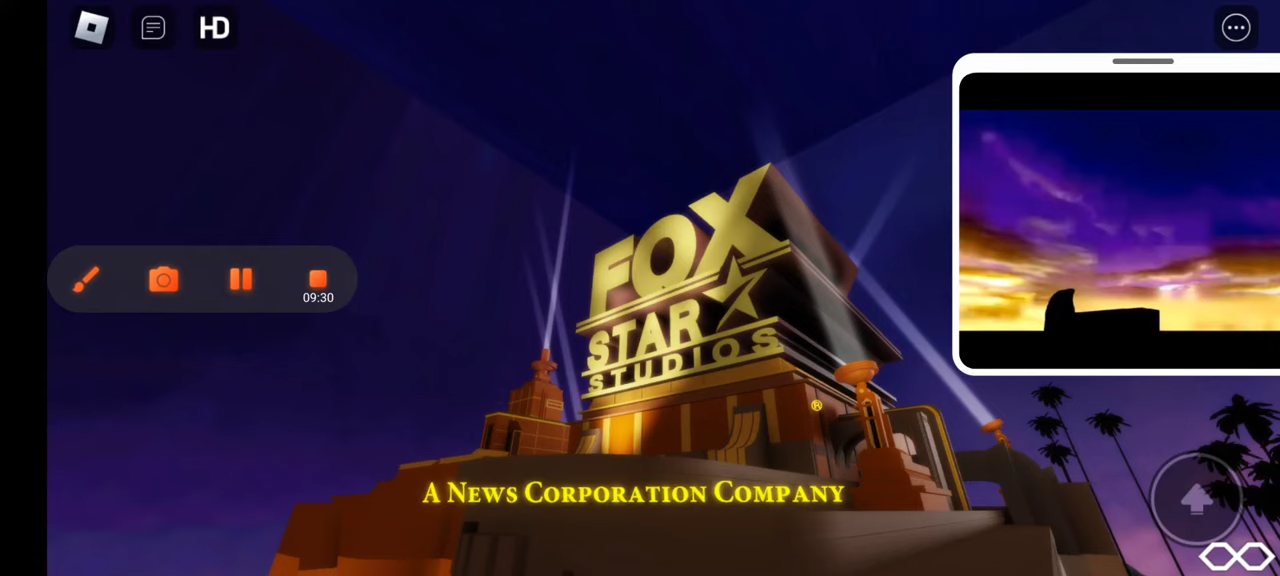 HD
FOX
STAR
STUDIOS
09:30
®
A NEWS CORPORATION COMPANY